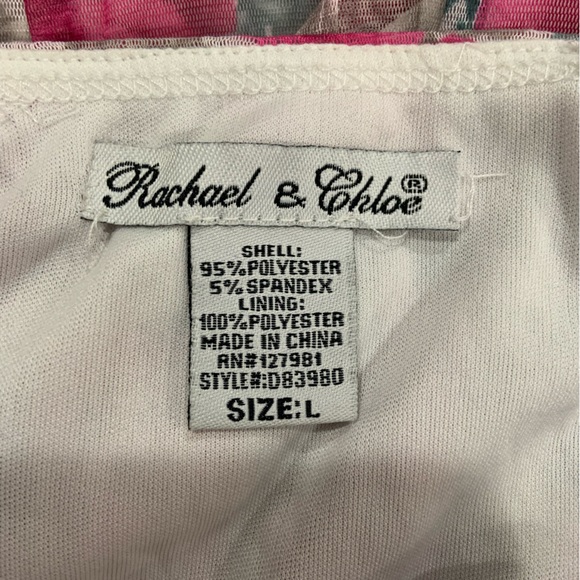 Rachael & Chloe®
SHELL:
95%POLYESTER
5%SPANDEX
LINING:
100%POLYESTER
MADE IN CHINA
RN#127981
STYLE#:D83980
SIZE:L